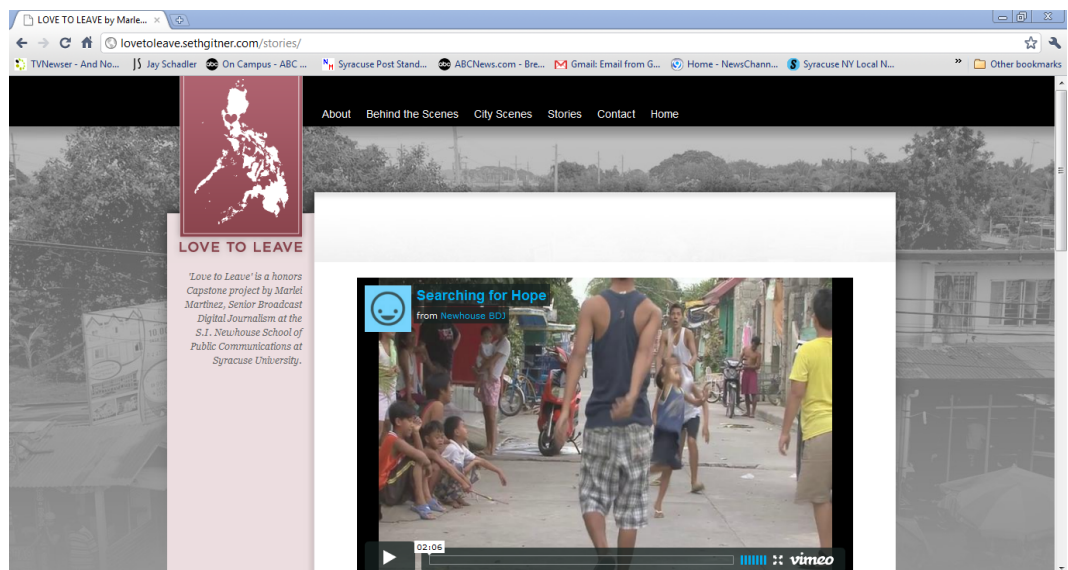 LOVE TO LEAVE by Marle...
lovetoleave.sethgitner.com/stories/
TVNewser - And No... Jay Schadler On Campus - ABC ... Syracuse Post Stand... ABCNews.com - Bre... Gmail: Email from G... Home - NewsChann... Syracuse NY Local N... » Other bookmarks
About Behind the Scenes City Scenes Stories Contact Home
LOVE TO LEAVE
'Love to Leave' is a honors
Capstone project by Marlei
Martinez, Senior Broadcast
Digital Journalism at the
S.I. Newhouse School of
Public Communications at
Syracuse University.
Searching for Hope
from Newhouse BDJ
02:06
vimeo